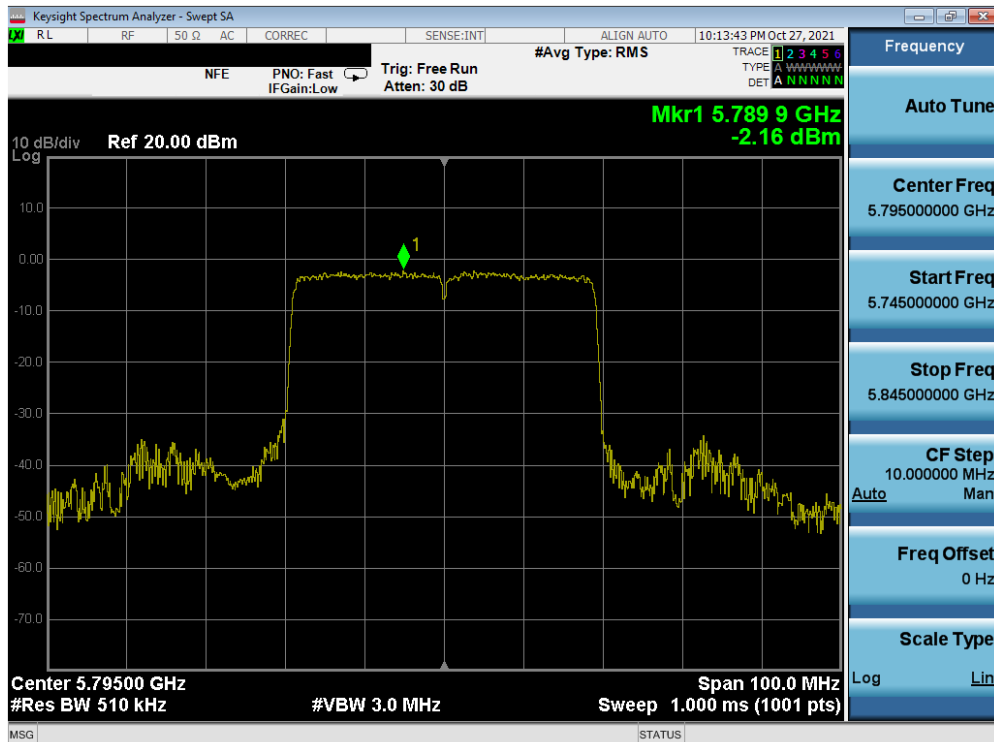 Keysight Spectrum Analyzer - Swept SA
LXI RL RF 50 Ω AC CORREC SENSE:INT ALIGN AUTO 10:13:43 PM Oct 27, 2021
NFE PNO: Fast Trig: Free Run #Avg Type: RMS TRACE 1 2 3 4 5 6
IFGain:Low Atten: 30 dB TYPE A WWWWW
DET A N N N N N
Mkr1 5.789 9 GHz
-2.16 dBm
10 dB/div Ref 20.00 dBm
Log
10.0
0.00
-10.0
-20.0
-30.0
-40.0
-50.0
-60.0
-70.0
1
Center 5.79500 GHz Span 100.0 MHz
#Res BW 510 kHz #VBW 3.0 MHz Sweep 1.000 ms (1001 pts)
MSG STATUS
Frequency
Auto Tune
Center Freq
5.795000000 GHz
Start Freq
5.745000000 GHz
Stop Freq
5.845000000 GHz
CF Step
10.000000 MHz
Auto Man
Freq Offset
0 Hz
Scale Type
Log Lin